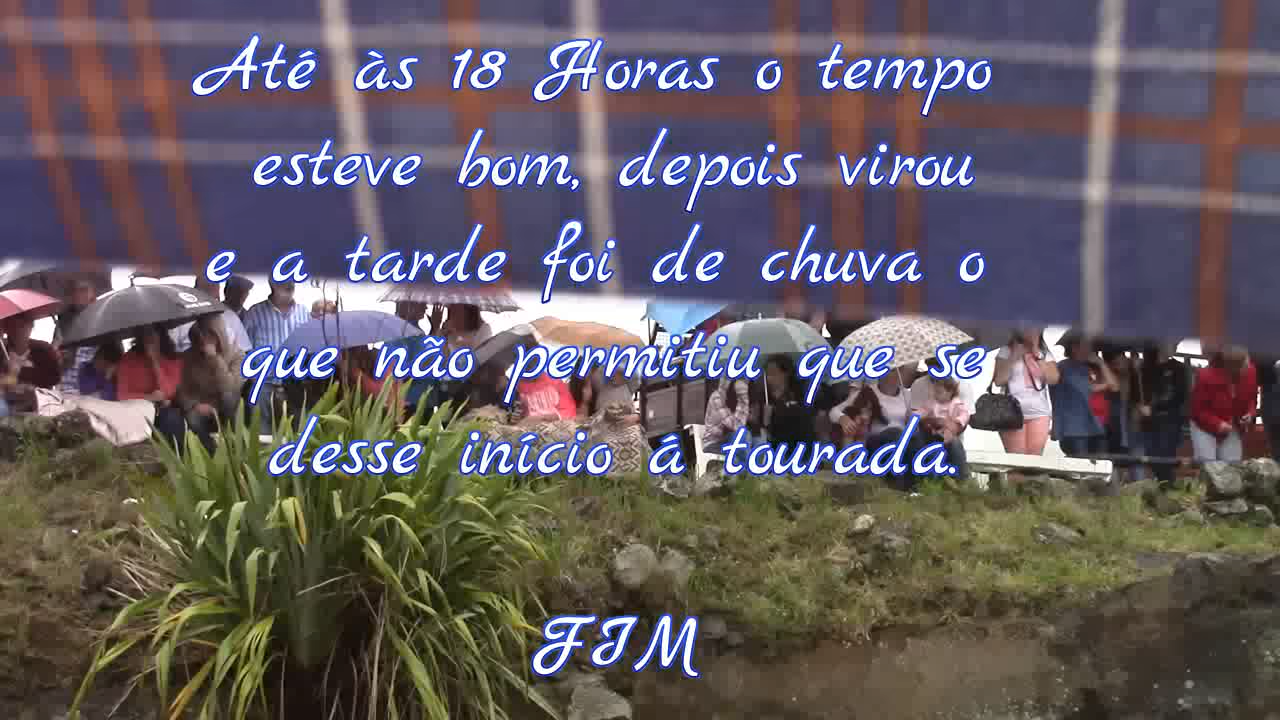 Até às 18 Horas o tempo
esteve bom, depois virou
e a tarde foi de chuva o
que não permitiu que se
desse início á tourada.
FIM